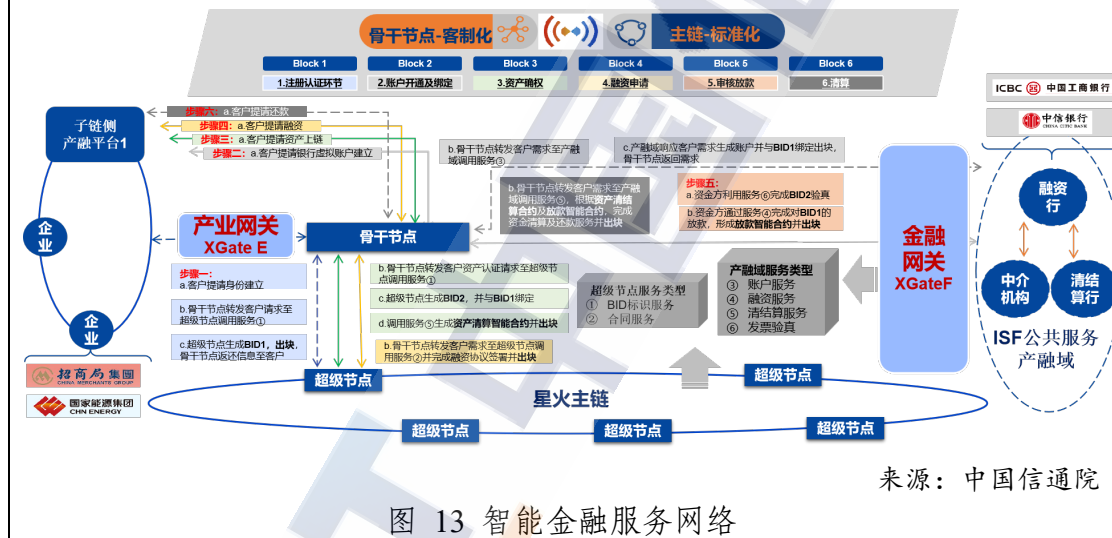 骨干节点-客制化
主链-标准化
Block 1
Block 2
Block 3
Block 4
Block 5
Block 6
1.注册认证环节
2.账户开通及绑定
3.资产确权
4.融资申请
5.审核放款
6.清算
ICBC 中国工商银行
中信银行
CHINA CITIC BANK
子链侧
产融平台1
步骤六：a.客户提请还款
步骤四：a.客户提请融资
步骤三：a.客户提请资产上链
步骤二：a.客户提请银行虚拟账户建立
b.骨干节点转发客户需求至产融
域调用服务③
c.产融域响应客户需求生成账户并与BID1绑定出块,
骨干节点返回需求
b.骨干节点转发客户需求至产融
域调用服务⑤，根据资产清结
算合约及放款智能合约，完成
资金清算及还款服务并出块
步骤五：
a.资金方利用服务⑥完成BID2验真
b.资金方通过服务④完成对BID1的
放款，形成放款智能合约并出块
融资
行
企
业
产业网关
XGate E
骨干节点
金融
网关
XGateF
中介
机构
清结
算行
ISF公共服务
产融域
步骤一：
a.客户提请身份建立
b.骨干节点转发客户请求至
超级节点调用服务①
c.超级节点生成BID1，出块,
骨干节点返还信息至客户
b.骨干节点转发客户资产认证请求至超级节
点调用服务①
c.超级节点生成BID2，并与BID1绑定
d.调用服务⑤生成资产清算智能合约并出块
b.骨干节点转发客户需求至超级节点调
用服务②并完成融资协议签署并出块
超级节点服务类型
① BID标识服务
② 合同服务
产融域服务类型
③ 账户服务
④ 融资服务
⑤ 清结算服务
⑥ 发票验真
企
业
招商局集團
CHINA MERCHANTS GROUP
国家能源集团
CHN ENERGY
超级节点
超级节点
星火主链
超级节点
超级节点
超级节点
来源：中国信通院
图 13 智能金融服务网络